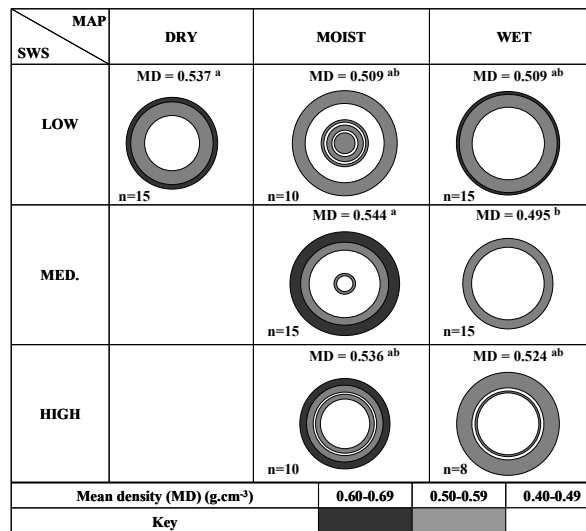 MAP
SWS
DRY MOIST WET
LOW
MD = 0.537 ᵃ MD = 0.509 ᵃᵇ MD = 0.509 ᵃᵇ
n=15 n=10 n=15
MED.
MD = 0.544 ᵃ MD = 0.495 ᵇ
n=15 n=15
HIGH
MD = 0.536 ᵃᵇ MD = 0.524 ᵃᵇ
n=10 n=8
Mean density (MD) (g.cm⁻³) 0.60-0.69 0.50-0.59 0.40-0.49
Key